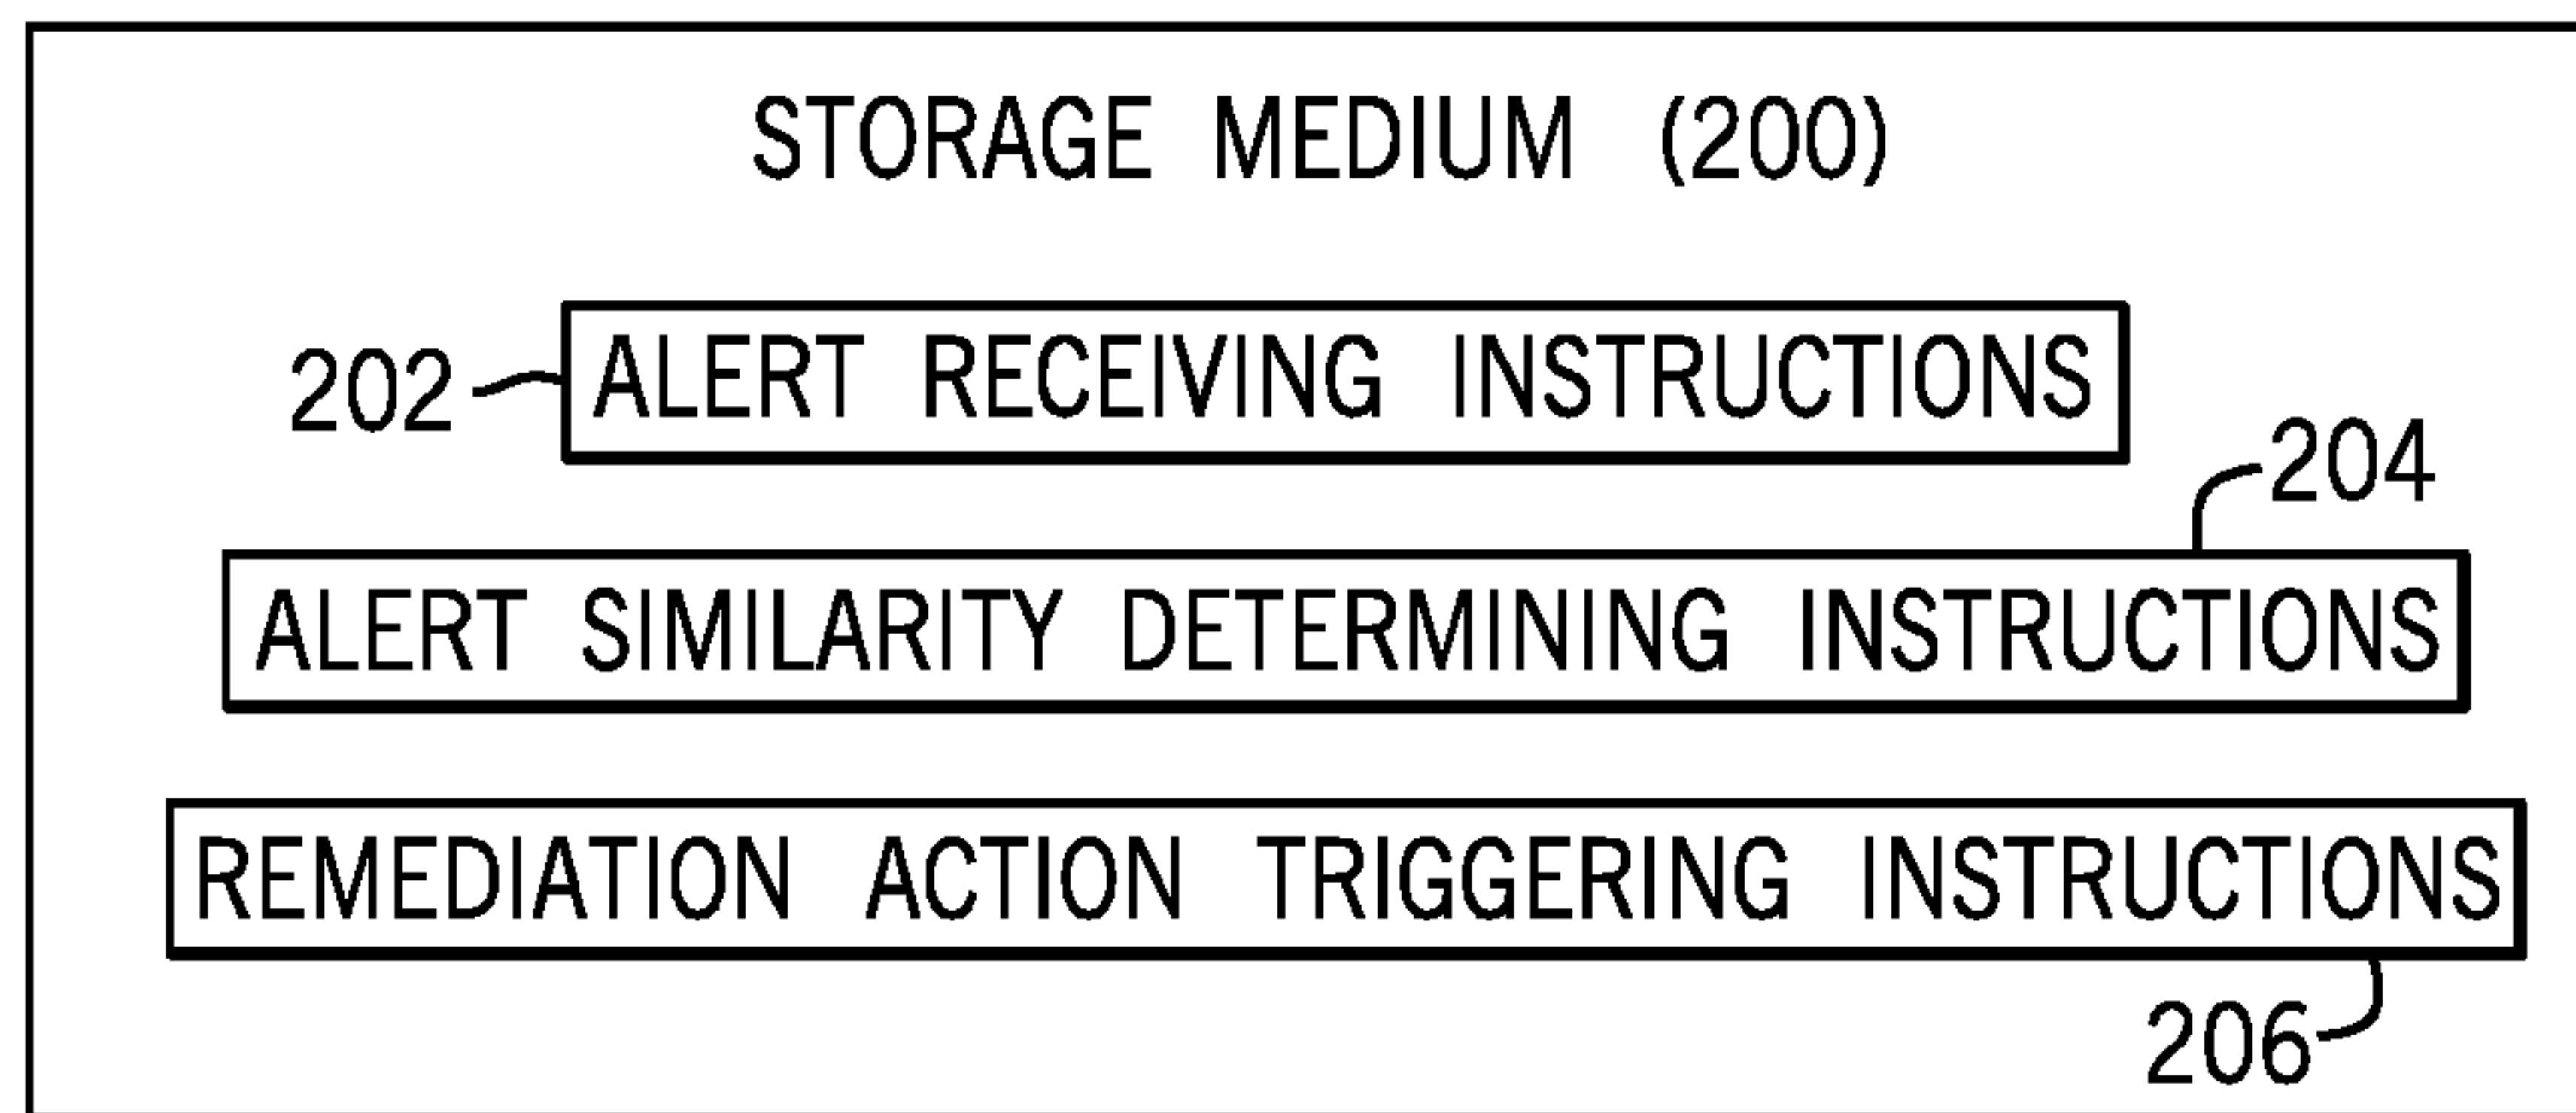 STORAGE MEDIUM (200)
202 ALERT RECEIVING INSTRUCTIONS
204
ALERT SIMILARITY DETERMINING INSTRUCTIONS
REMEDIATION ACTION TRIGGERING INSTRUCTIONS
206